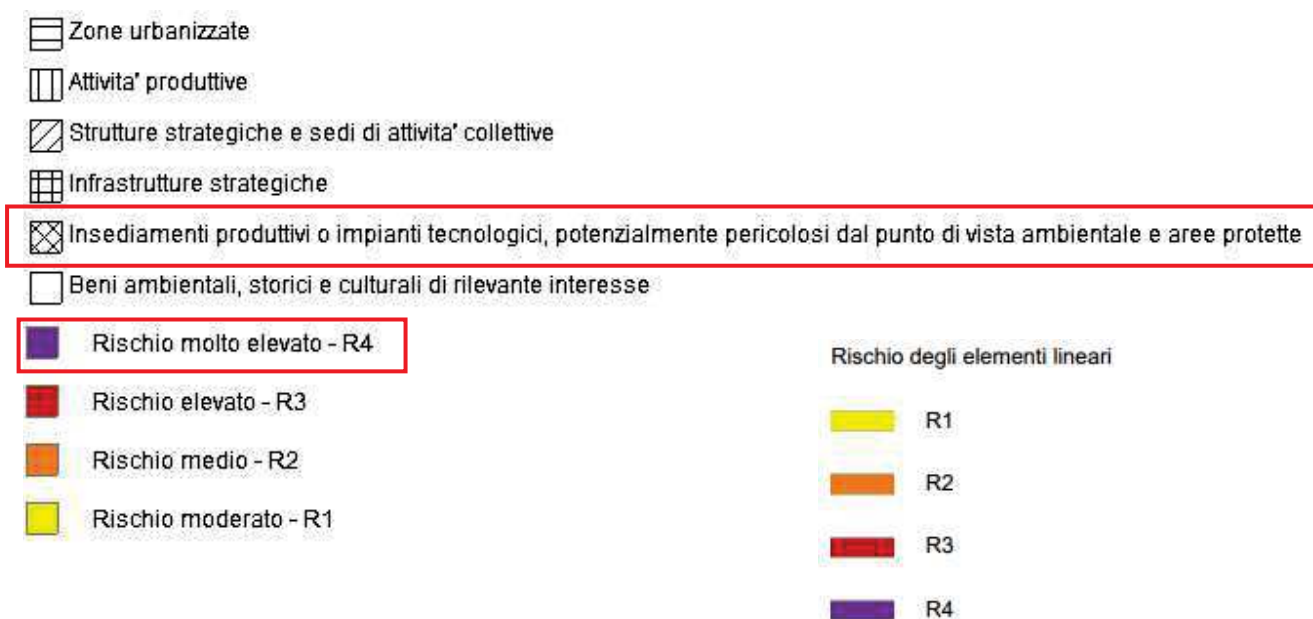 Zone urbanizzate
Attivita' produttive
Strutture strategiche e sedi di attivita' collettive
Infrastrutture strategiche
Insediamenti produttivi o impianti tecnologici, potenzialmente pericolosi dal punto di vista ambientale e aree protette
Beni ambientali, storici e culturali di rilevante interesse
Rischio molto elevato - R4
Rischio elevato - R3
Rischio medio - R2
Rischio moderato - R1
Rischio degli elementi lineari
R1
R2
R3
R4